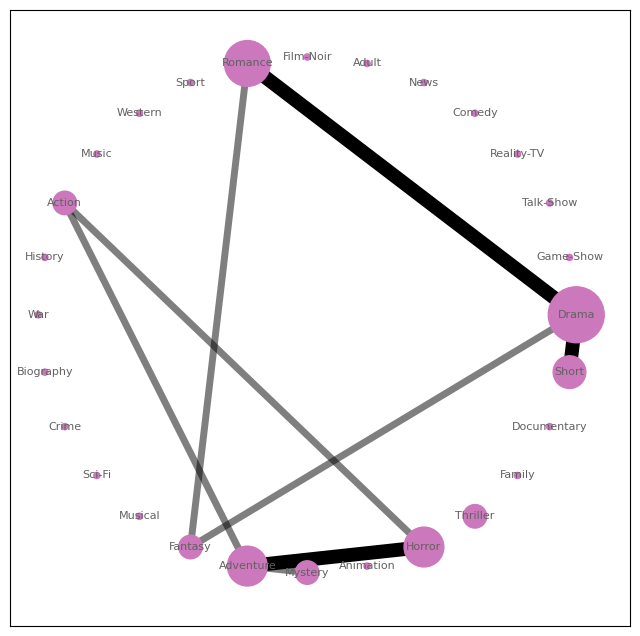 Film-Noir
Romance
Adult
Sport
News
Western
Comedy
Music
Reality-TV
Action
Talk-Show
History
Game-Show
War
Drama
Biography
Short
Crime
Documentary
Sci-Fi
Family
Musical
Thriller
Fantasy
Horror
Adventure
Animation
Mystery